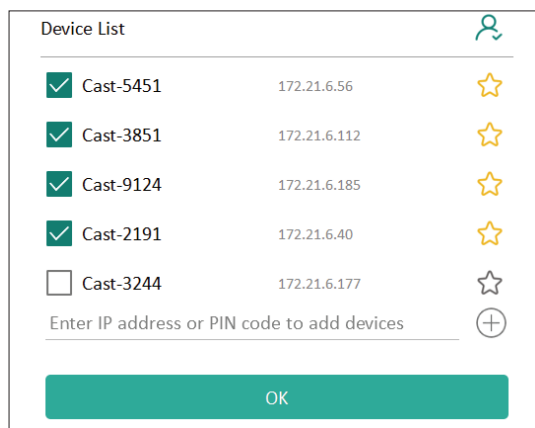 Device List
Cast-5451 172.21.6.56
Cast-3851 172.21.6.112
Cast-9124 172.21.6.185
Cast-2191 172.21.6.40
Cast-3244 172.21.6.177
Enter IP address or PIN code to add devices
OK